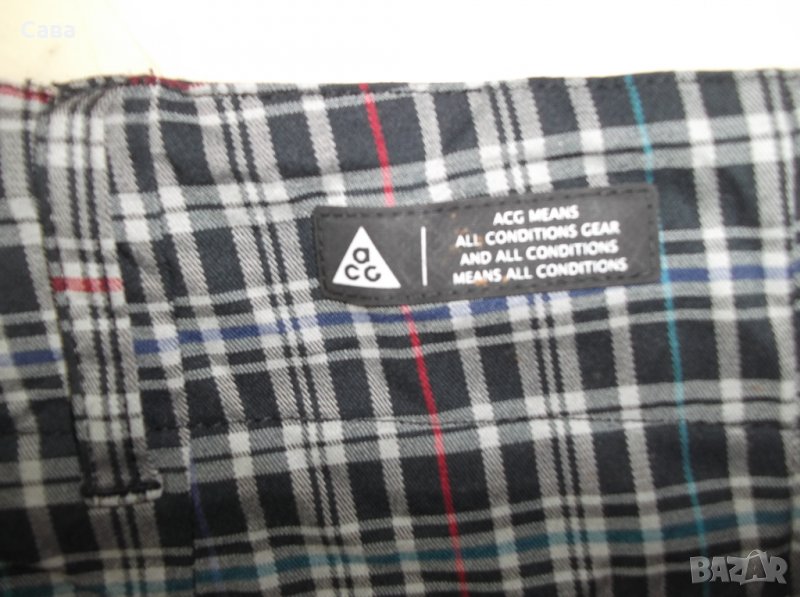 Сава
ACG MEANS
ALL CONDITIONS GEAR
AND ALL CONDITIONS
MEANS ALL CONDITIONS
aCG
BAZAR